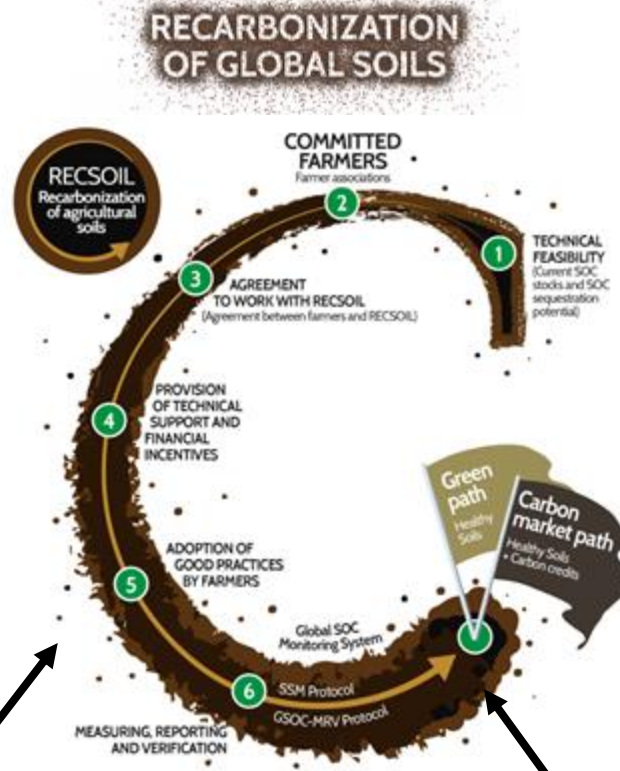 RECARBONIZATION
OF GLOBAL SOILS
RECSOIL
Recarbonization
of agricultural
soils
COMMITTED
FARMERS
Farmer associations
2
1
TECHNICAL
FEASIBILITY
(Current SOC
stocks and SOC
sequestration
potential)
3
AGREEMENT
TO WORK WITH RECSOIL
(Agreement between farmers and RECSOIL)
4
PROVISION
OF TECHNICAL
SUPPORT AND
FINANCIAL
INCENTIVES
Green
path
Healthy
Soils
Carbon
market path
Healthy Soils
+ Carbon credits
5
ADOPTION OF
GOOD PRACTICES
BY FARMERS
Global SOC
Monitoring System
6
SSM Protocol
GSOC-MRV Protocol
MEASURING, REPORTING
AND VERIFICATION